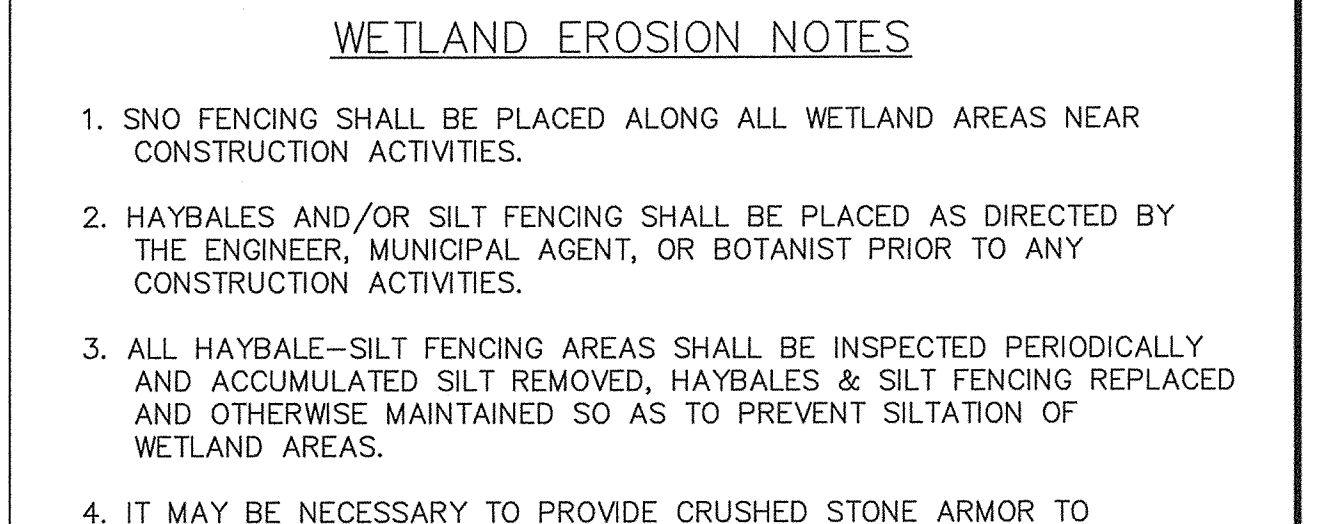 WETLAND EROSION NOTES
1. SNO FENCING SHALL BE PLACED ALONG ALL WETLAND AREAS NEAR
CONSTRUCTION ACTIVITIES.
2. HAYBALES AND/OR SILT FENCING SHALL BE PLACED AS DIRECTED BY
THE ENGINEER, MUNICIPAL AGENT, OR BOTANIST PRIOR TO ANY
CONSTRUCTION ACTIVITIES.
3. ALL HAYBALE-SILT FENCING AREAS SHALL BE INSPECTED PERIODICALLY
AND ACCUMULATED SILT REMOVED, HAYBALES & SILT FENCING REPLACED
AND OTHERWISE MAINTAINED SO AS TO PREVENT SILTATION OF
WETLAND AREAS.
4. IT MAY BE NECESSARY TO PROVIDE CRUSHED STONE ARMOR TO